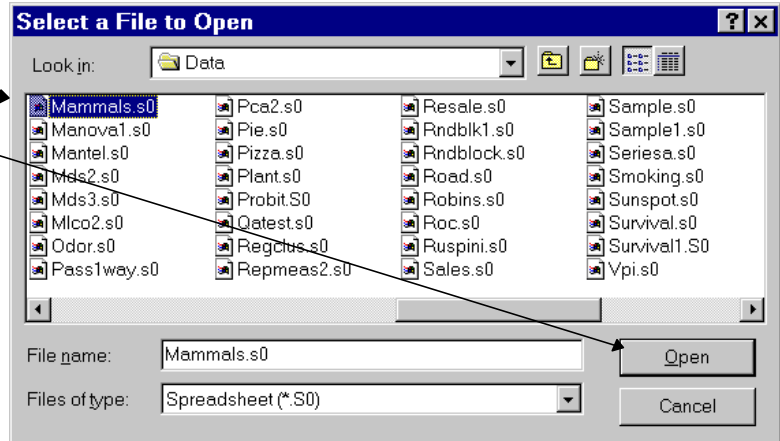 Select a File to Open
Look in: Data
Mammals.s0 Pca2.s0 Resale.s0 Sample.s0
Manova1.s0 Pie.s0 Rndblk1.s0 Sample1.s0
Mantel.s0 Pizza.s0 Rndblock.s0 Seriesa.s0
Mds2.s0 Plant.s0 Road.s0 Smoking.s0
Mds3.s0 Probit.S0 Robins.s0 Sunspot.s0
Mlco2.s0 Qatest.s0 Roc.s0 Survival.s0
Odor.s0 Regclus.s0 Ruspini.s0 Survival1.S0
Pass1way.s0 Repmeas2.s0 Sales.s0 Vpi.s0
File name: Mammals.s0 Open
Files of type: Spreadsheet (*.S0) Cancel